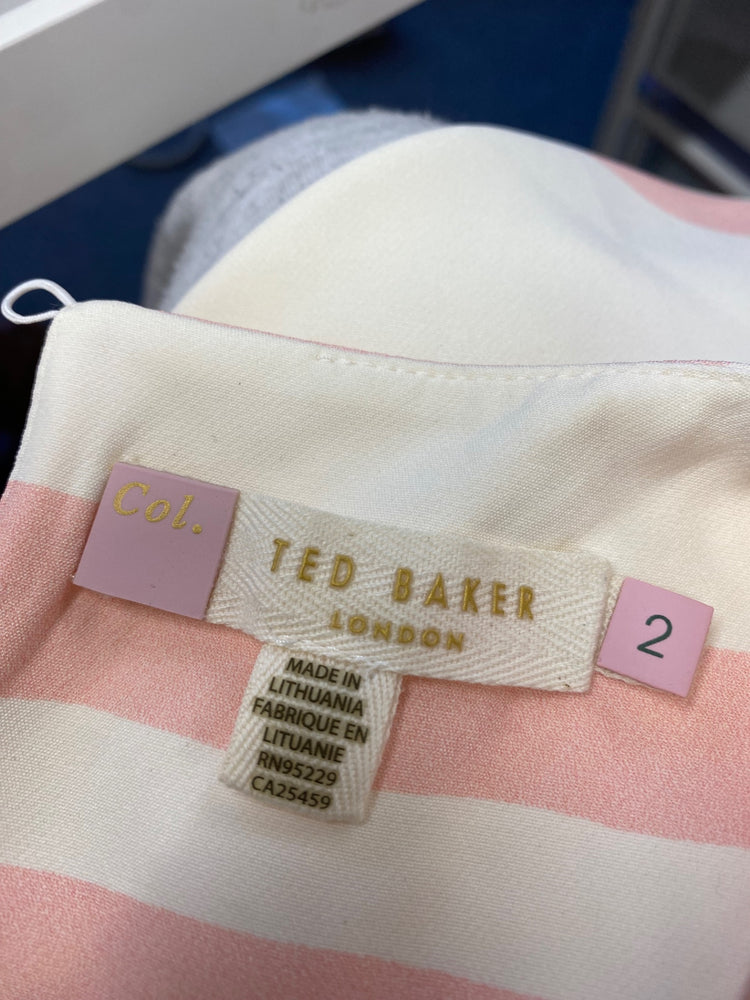 Col.
TED BAKER
LONDON
2
MADE IN
LITHUANIA
FABRIQUE EN
LITUANIE
RN95229
CA25459